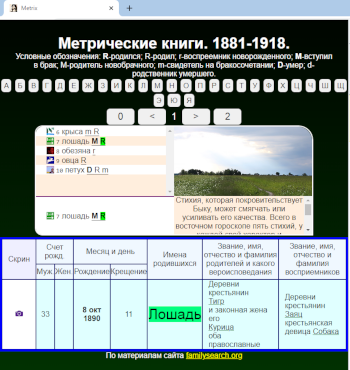 Metrix
Метрические книги. 1881-1918.
Условные обозначения: R-родился; R-родил; r-восприемник новорожденного; M-вступил
в брак; M-родитель новобрачного; m-свидетель на бракосочетании; D-умер; d-
родственник умершего.
А Б В Г Д Е Ж З И К Л М Н О П Р С Т У Ф Х Ц Ч Ш Щ
Э Ю Я
0 < 1 > 2
6 крыса m R
7 лошадь M R
8 обезяна r
9 овца R
10 петух D R m
7 лошадь M R
Стихия, которая покровительствует
Быку, может смягчать или
усиливать его качества. Всего в
восточном гороскопе пять стихий, у
Скрин
Счет рожд.
Месяц и день
Имена родившихся
Звание, имя, отчество и фамилия родителей и какого вероисповедания
Звание, имя, отчество и фамилия восприемников
Муж Жен Рождение Крещение
33
8 окт 1890
11
Лошадь
Деревни
крестьянин
Тигр
и законная жена
его
Курица
оба
православные
Деревни
крестьянин
Заяц
крестьянская
девица Собака
По материалам сайта familysearch.org